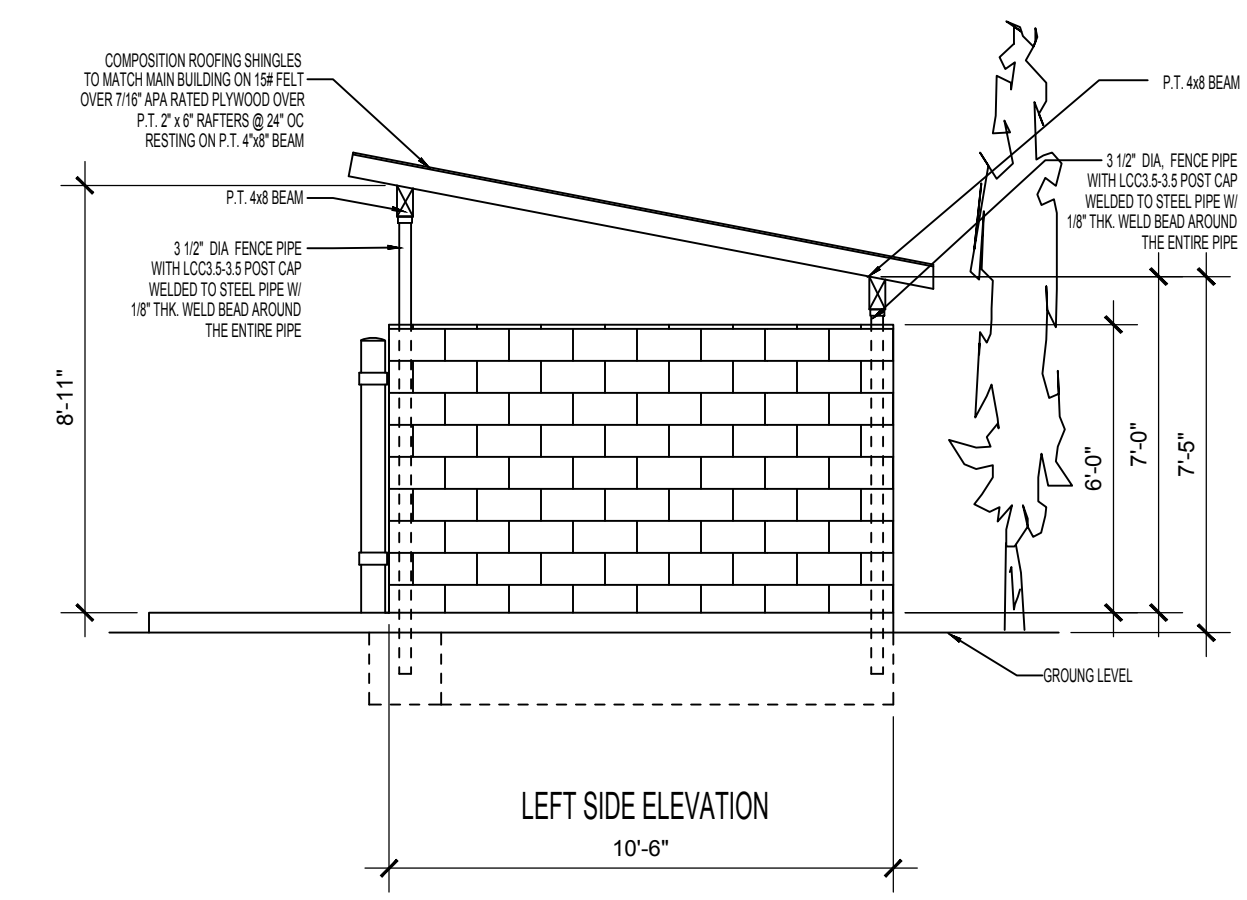 COMPOSITION ROOFING SHINGLES
TO MATCH MAIN BUILDING ON 15# FELT
OVER 7/16" APA RATED PLYWOOD OVER
P.T. 2" x 6" RAFTERS @ 24" OC
RESTING ON P.T. 4"x8" BEAM
P.T. 4x8 BEAM
3 1/2" DIA FENCE PIPE
WITH LCC3.5-3.5 POST CAP
WELDED TO STEEL PIPE W/
1/8" THK. WELD BEAD AROUND
THE ENTIRE PIPE
8'-11"
P.T. 4x8 BEAM
3 1/2" DIA, FENCE PIPE
WITH LCC3.5-3.5 POST CAP
WELDED TO STEEL PIPE W/
1/8" THK. WELD BEAD AROUND
THE ENTIRE PIPE
6'-0"
7'-0"
7'-5"
GROUNG LEVEL
LEFT SIDE ELEVATION
10'-6"